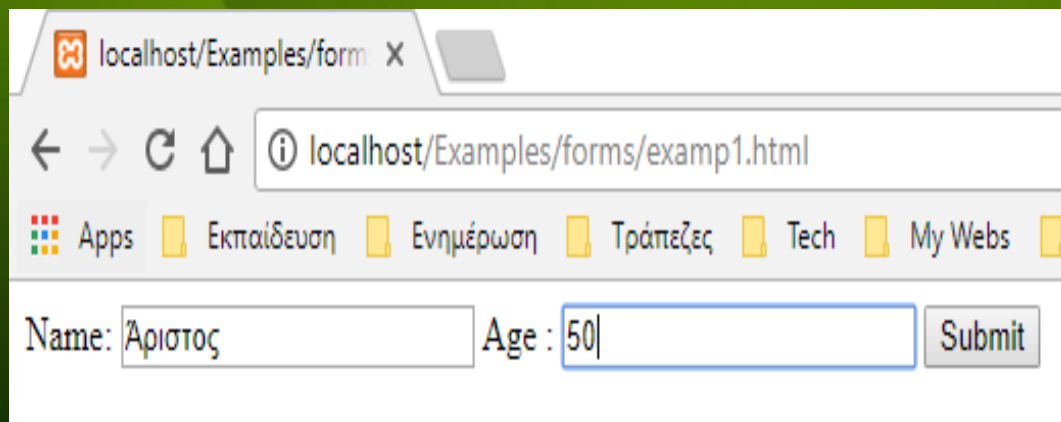 localhost/Examples/form
localhost/Examples/forms/examp1.html
Apps Εκπαίδευση Ενημέρωση Τράπεζες Tech My Webs
Name: Άριστος Age : 50 Submit